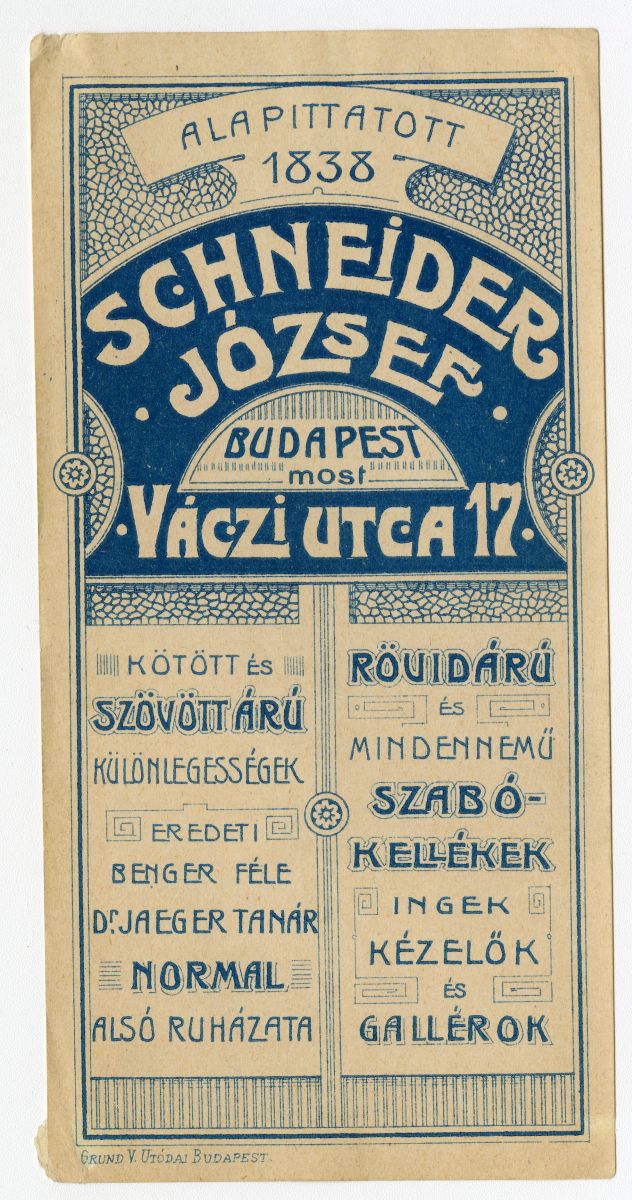 ALAPITTATOTT
1838
SCHNEIDER
JÓZSEF
BUDAPEST
most
VÁCZI UTCA 17.
KÖTÖTT ÉS
SZÖVÖTT ÁRÚ
KÜLÖNLEGESSÉGEK
EREDETI
BENGER FÉLE
Dr. JAEGER TANÁR
NORMAL
ALSÓ RUHÁZATA
RÖVIDÁRÚ
ÉS
MINDENNEMŰ
SZABÓ-
KELLÉKEK
INGEK
KÉZELŐK
ÉS
GALLÉROK
GRUND V. UTÓDAI BUDAPEST.